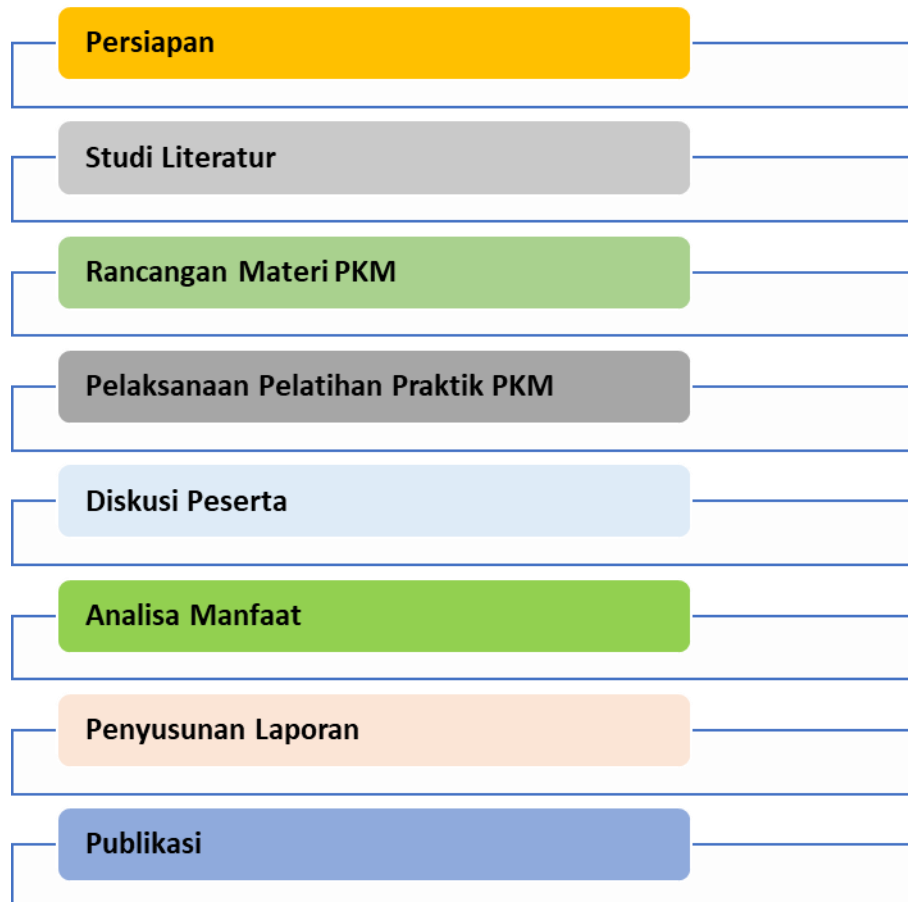 Persiapan
Studi Literatur
Rancangan Materi PKM
Pelaksanaan Pelatihan Praktik PKM
Diskusi Peserta
Analisa Manfaat
Penyusunan Laporan
Publikasi